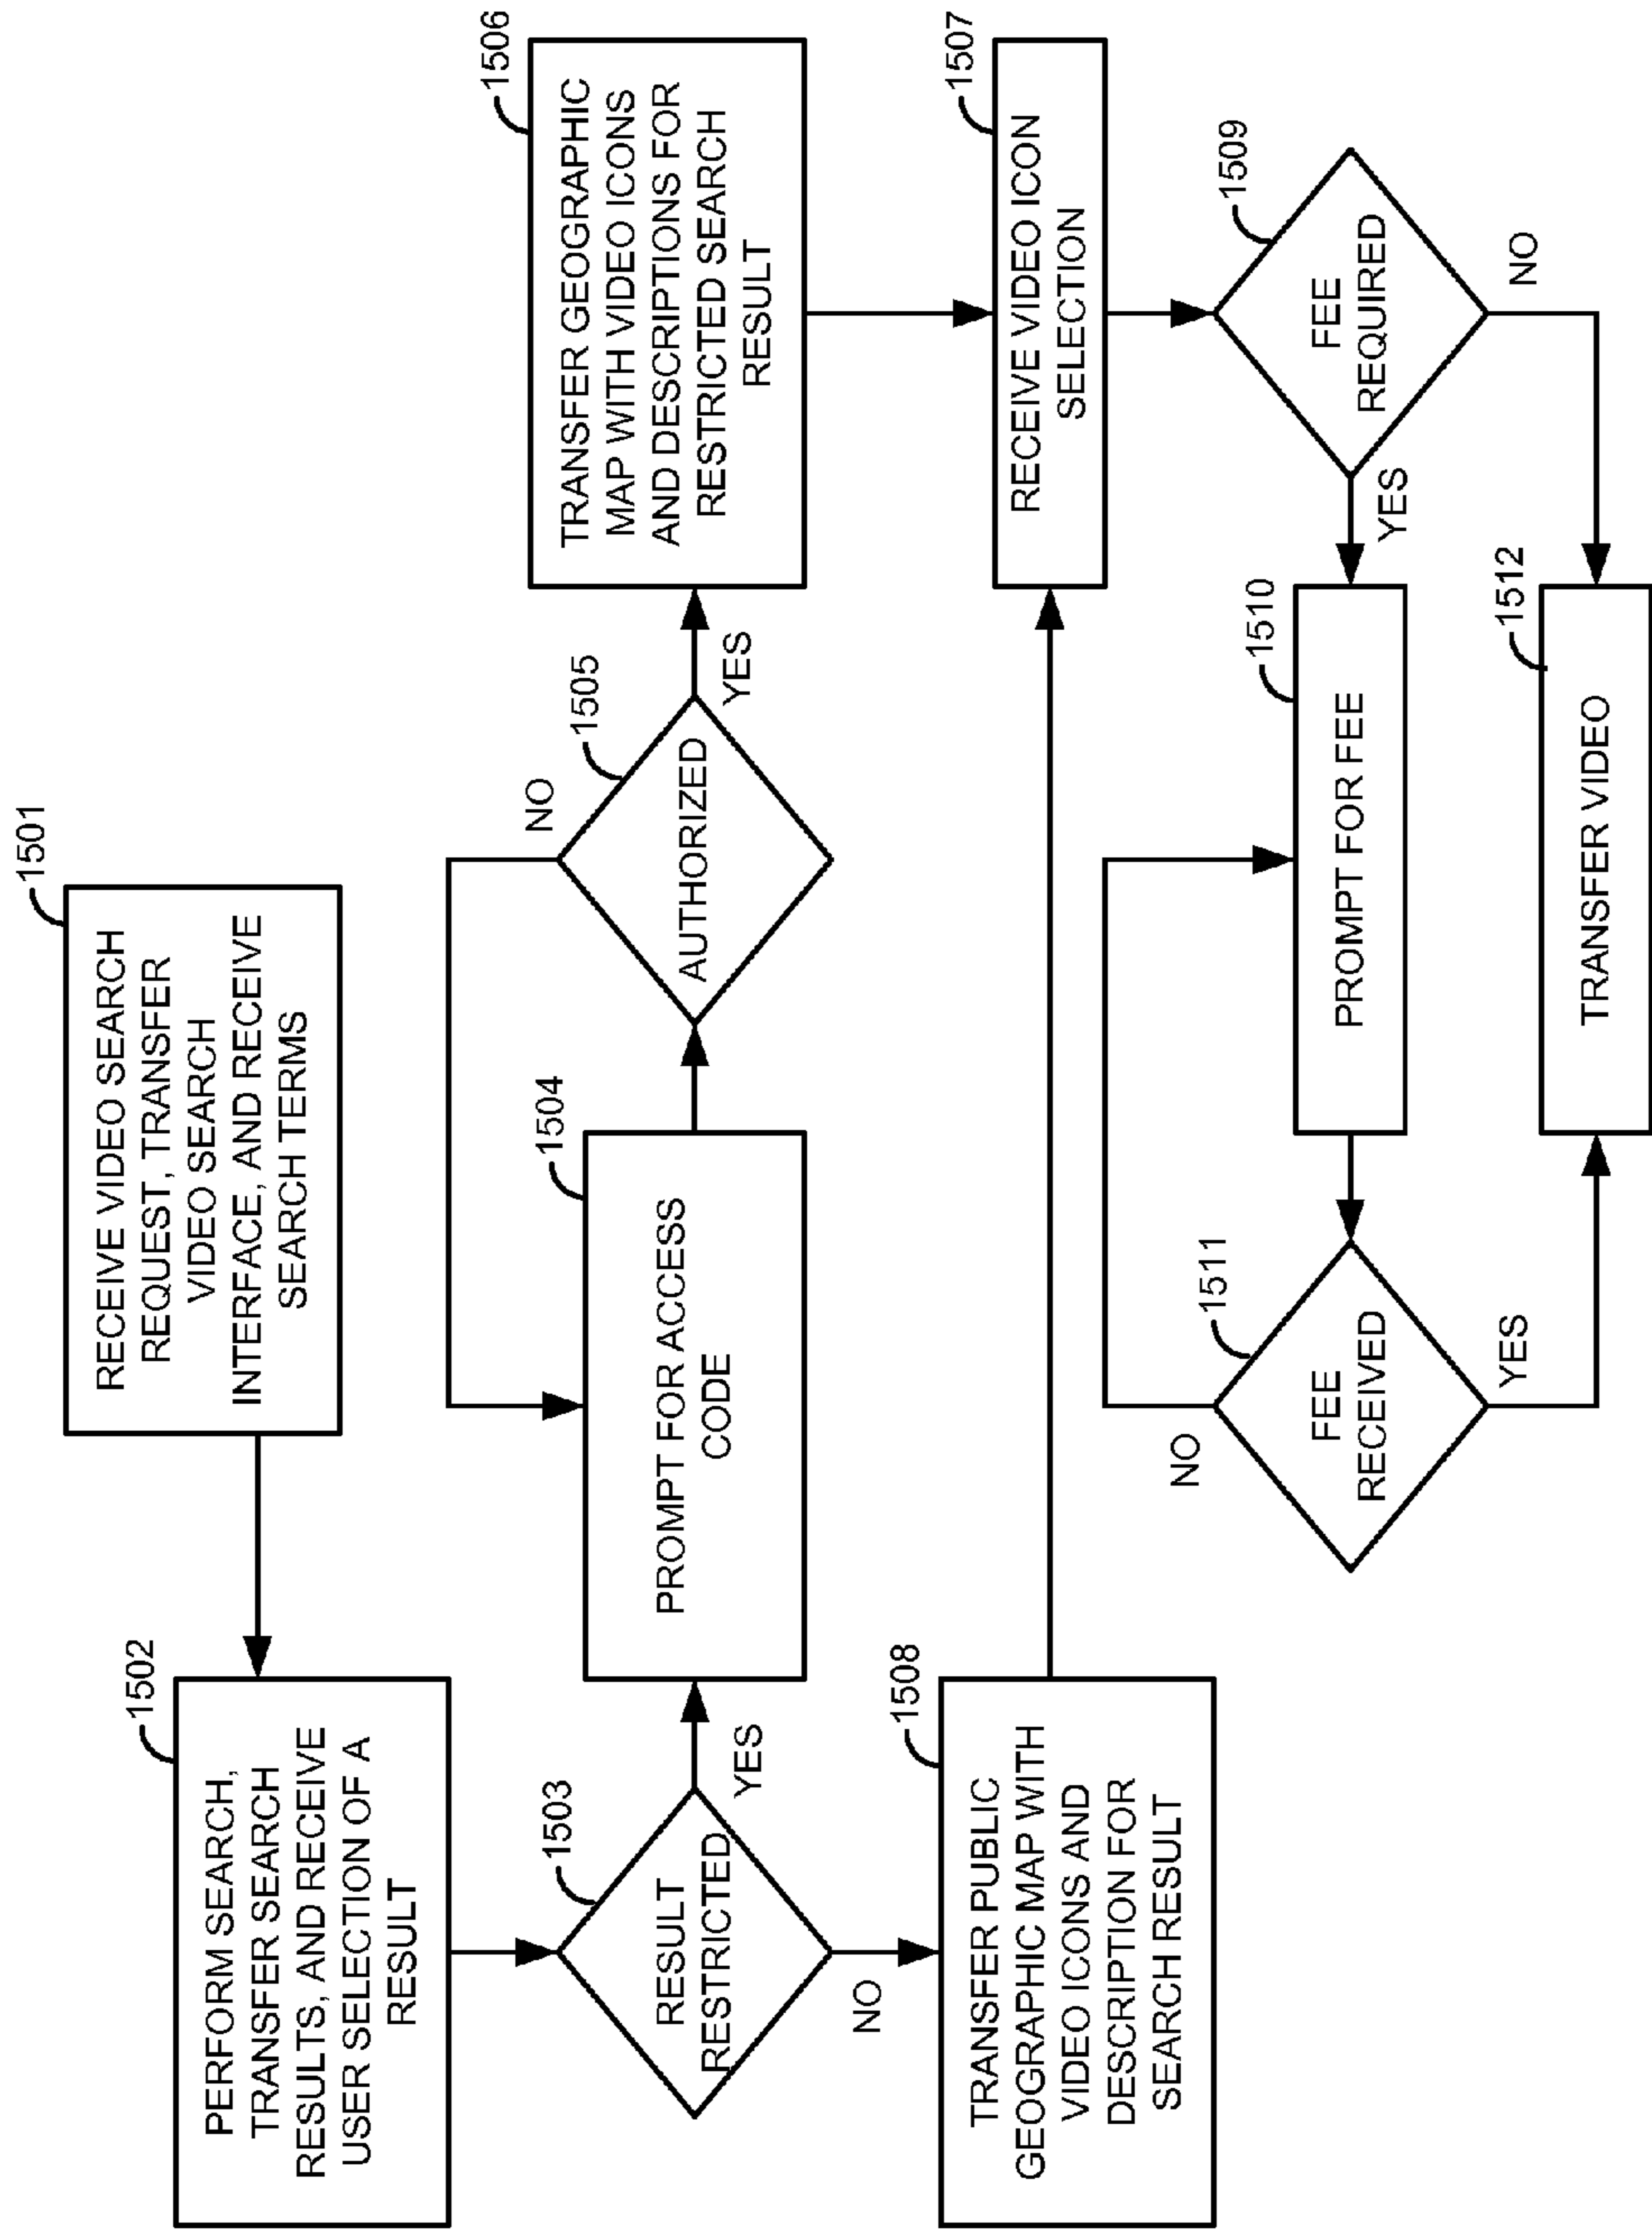 1501
RECEIVE VIDEO SEARCH
REQUEST, TRANSFER
VIDEO SEARCH
INTERFACE, AND RECEIVE
SEARCH TERMS
1502
PERFORM SEARCH,
TRANSFER SEARCH
RESULTS, AND RECEIVE
USER SELECTION OF A
RESULT
1503
RESULT
RESTRICTED
YES
NO
1504
PROMPT FOR ACCESS
CODE
1505
AUTHORIZED
NO
YES
1506
TRANSFER GEOGRAPHIC
MAP WITH VIDEO ICONS
AND DESCRIPTIONS FOR
RESTRICTED SEARCH
RESULT
1508
TRANSFER PUBLIC
GEOGRAPHIC MAP WITH
VIDEO ICONS AND
DESCRIPTION FOR
SEARCH RESULT
1507
RECEIVE VIDEO ICON
SELECTION
1509
FEE
REQUIRED
YES
NO
1510
PROMPT FOR FEE
1511
FEE
RECEIVED
NO
YES
1512
TRANSFER VIDEO